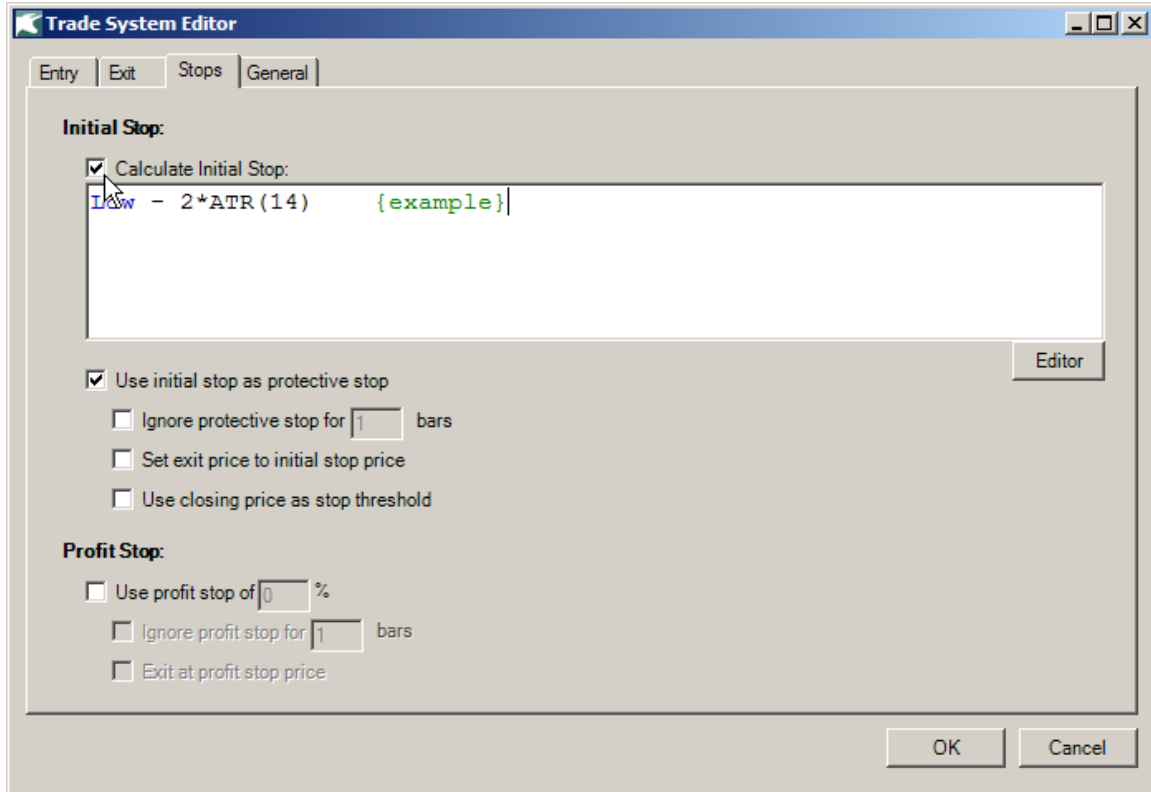 Trade System Editor
Entry Exit Stops General
Initial Stop:
Calculate Initial Stop:
Low - 2*ATR(14) {example}
Editor
Use initial stop as protective stop
Ignore protective stop for 1 bars
Set exit price to initial stop price
Use closing price as stop threshold
Profit Stop:
Use profit stop of 0 %
Ignore profit stop for 1 bars
Exit at profit stop price
OK Cancel